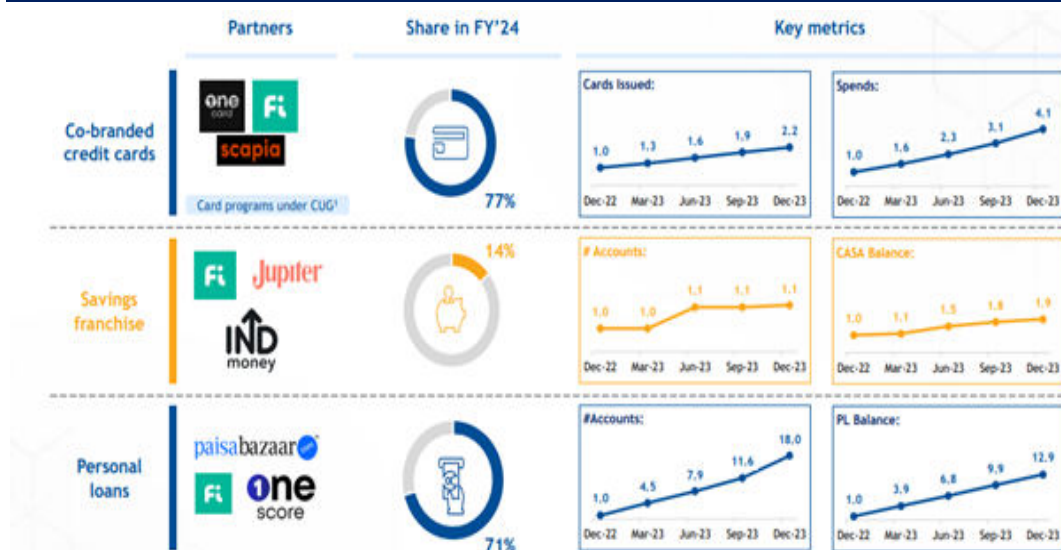 Partners
Share in FY'24
Key metrics
Co-branded
credit cards
one
card
Fi
scapia
Card programs under CUG¹
77%
Cards Issued:
1.0 1.3 1.6 1.9 2.2
Dec-22 Mar-23 Jun-23 Sep-23 Dec-23
Spends:
1.0 1.6 2.3 3.1 4.1
Dec-22 Mar-23 Jun-23 Sep-23 Dec-23
Savings
franchise
Fi
Jupiter
IND
money
14%
# Accounts:
1.0 1.0 1.1 1.1 1.1
Dec-22 Mar-23 Jun-23 Sep-23 Dec-23
CASA Balance:
1.0 1.1 1.5 1.8 1.9
Dec-22 Mar-23 Jun-23 Sep-23 Dec-23
Personal
loans
paisabazaar
Fi
One
score
71%
#Accounts:
1.0 4.5 7.9 11.6 18.0
Dec-22 Mar-23 Jun-23 Sep-23 Dec-23
PL Balance:
1.0 3.9 6.8 9.9 12.9
Dec-22 Mar-23 Jun-23 Sep-23 Dec-23